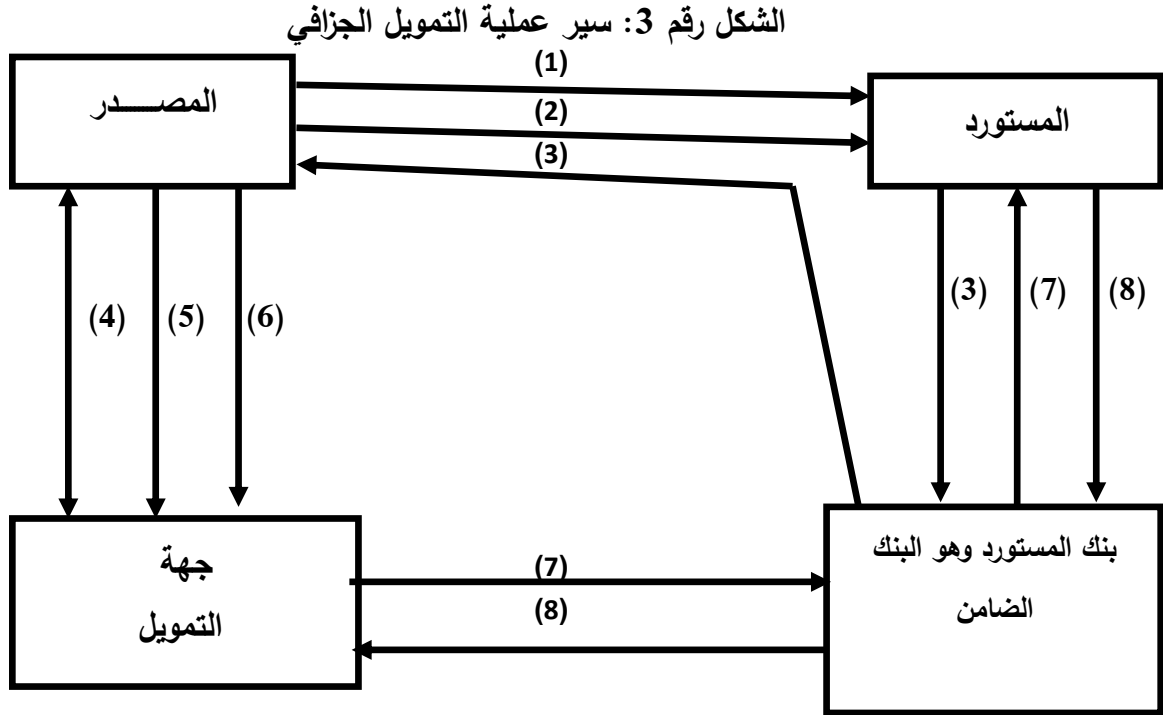 الشكل رقم 3: سير عملية التمويل الجزافي
(1)
المصـــــدر
المستورد
(2)
(3)
(4)
(5)
(6)
(3)
(7)
(8)
جهة
التمويل
(7)
(8)
بنك المستورد وهو البنك
الضامن